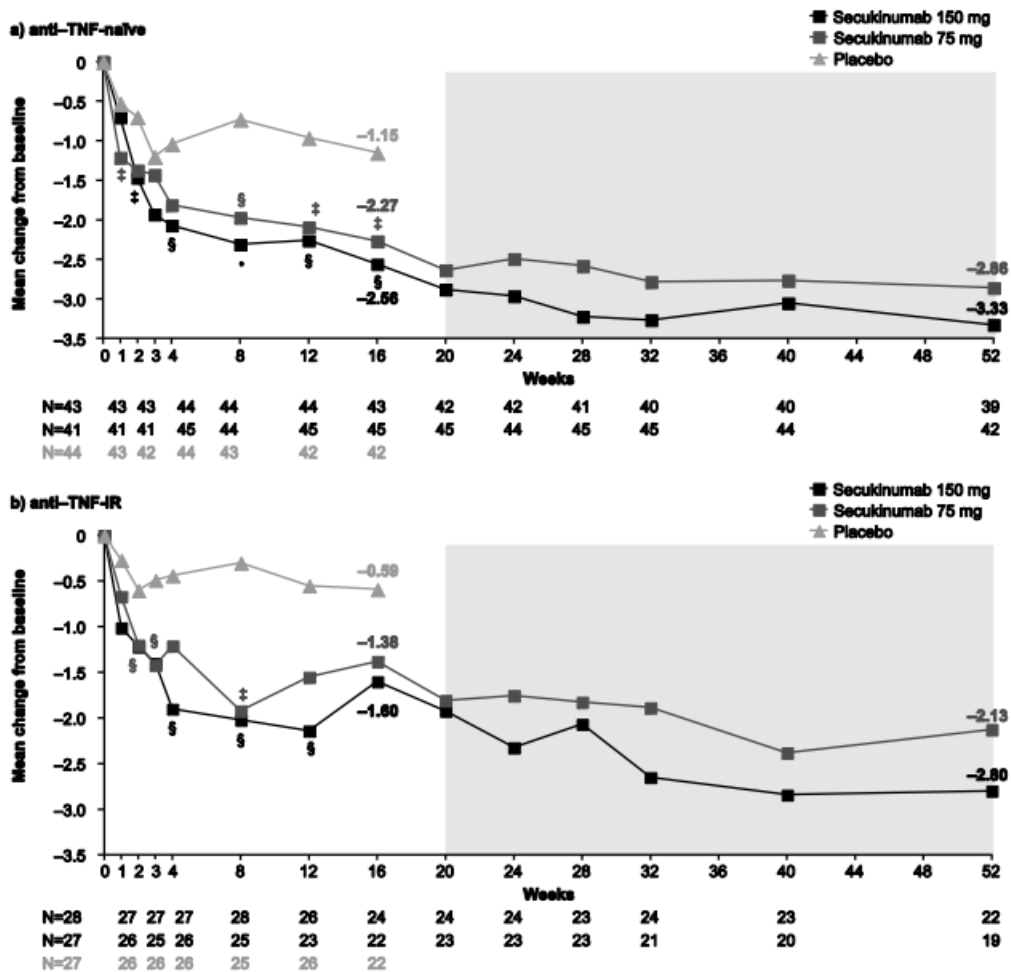 ■ Secukinumab 150 mg
a) anti–TNF-naïve
■ Secukinumab 75 mg
▲ Placebo
Mean change from baseline
0
–0.5
–1.0
–1.5
–2.0
–2.5
–3.0
–3.5
–1.15
–2.27
–2.56
–2.86
–3.33
‡
‡
§
§
•
‡
§
‡
§
0 1 2 3 4 8 12 16 20 24 28 32 36 40 44 48 52
Weeks
N=43 43 43 44 44 44 43 42 42 41 40 40 39
N=41 41 41 45 44 45 45 45 44 45 45 44 42
N=44 43 42 44 43 42 42
■ Secukinumab 150 mg
b) anti–TNF-IR
■ Secukinumab 75 mg
▲ Placebo
Mean change from baseline
0
–0.5
–1.0
–1.5
–2.0
–2.5
–3.0
–3.5
–0.59
–1.38
–1.60
–2.13
–2.80
§
§
§
‡
§
§
0 1 2 3 4 8 12 16 20 24 28 32 36 40 44 48 52
Weeks
N=28 27 27 27 28 26 24 24 24 23 24 23 22
N=27 26 25 26 25 23 22 23 23 23 21 20 19
N=27 26 26 26 25 26 22